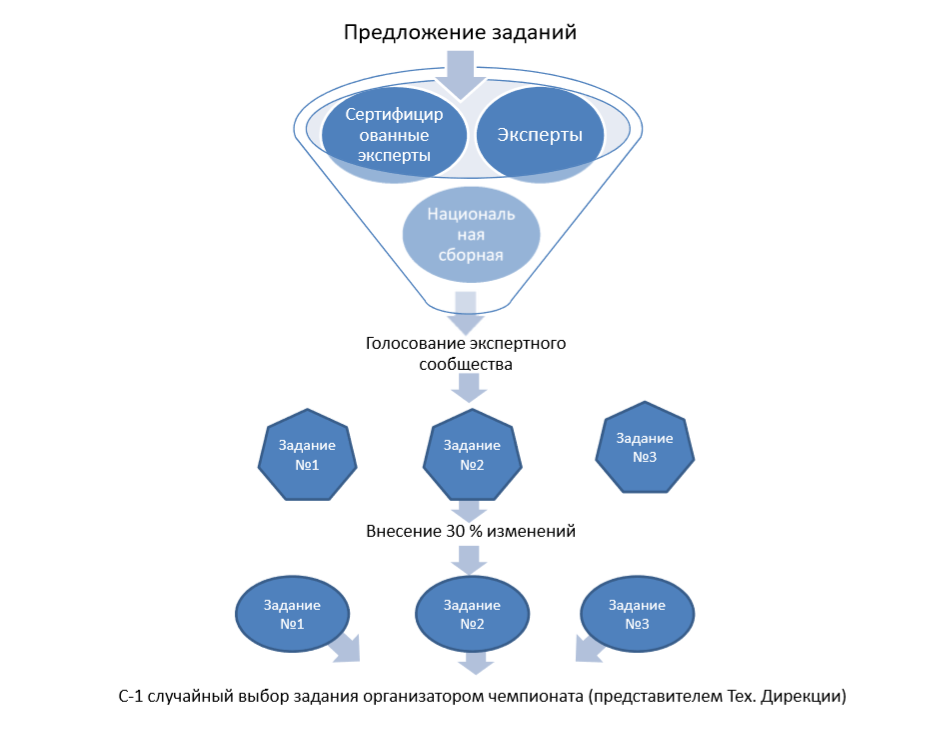 Предложение заданий
Сертифицир
ованные
эксперты
Эксперты
Националь
ная
сборная
Голосование экспертного
сообщества
Задание
№1
Задание
№2
Задание
№3
Внесение 30 % изменений
Задание
№1
Задание
№2
Задание
№3
С-1 случайный выбор задания организатором чемпионата (представителем Тех. Дирекции)